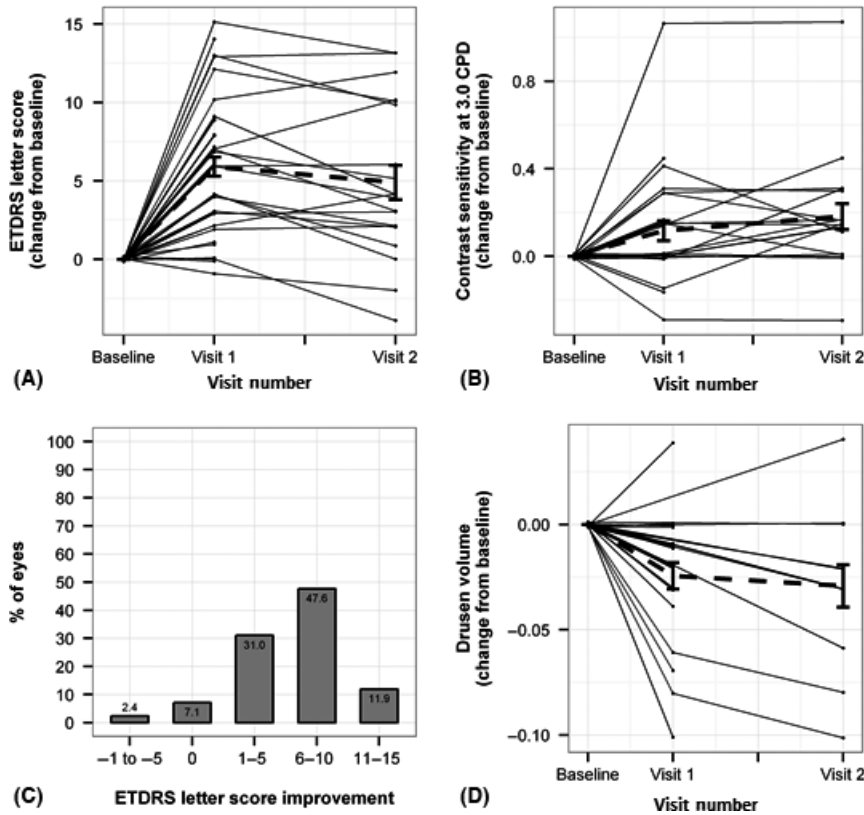 ETDRS letter score
(change from baseline)
15
10
5
0
Baseline
Visit 1
Visit 2
(A)
Visit number
Contrast sensitivity at 3.0 CPD
(change from baseline)
0.8
0.4
0.0
Baseline
Visit 1
Visit 2
(B)
Visit number
% of eyes
100
90
80
70
60
50
40
30
20
10
0
2.4
7.1
31.0
47.6
11.9
–1 to –5
0
1–5
6–10
11–15
(C)
ETDRS letter score improvement
Drusen volume
(change from baseline)
0.00
–0.05
–0.10
Baseline
Visit 1
Visit 2
(D)
Visit number